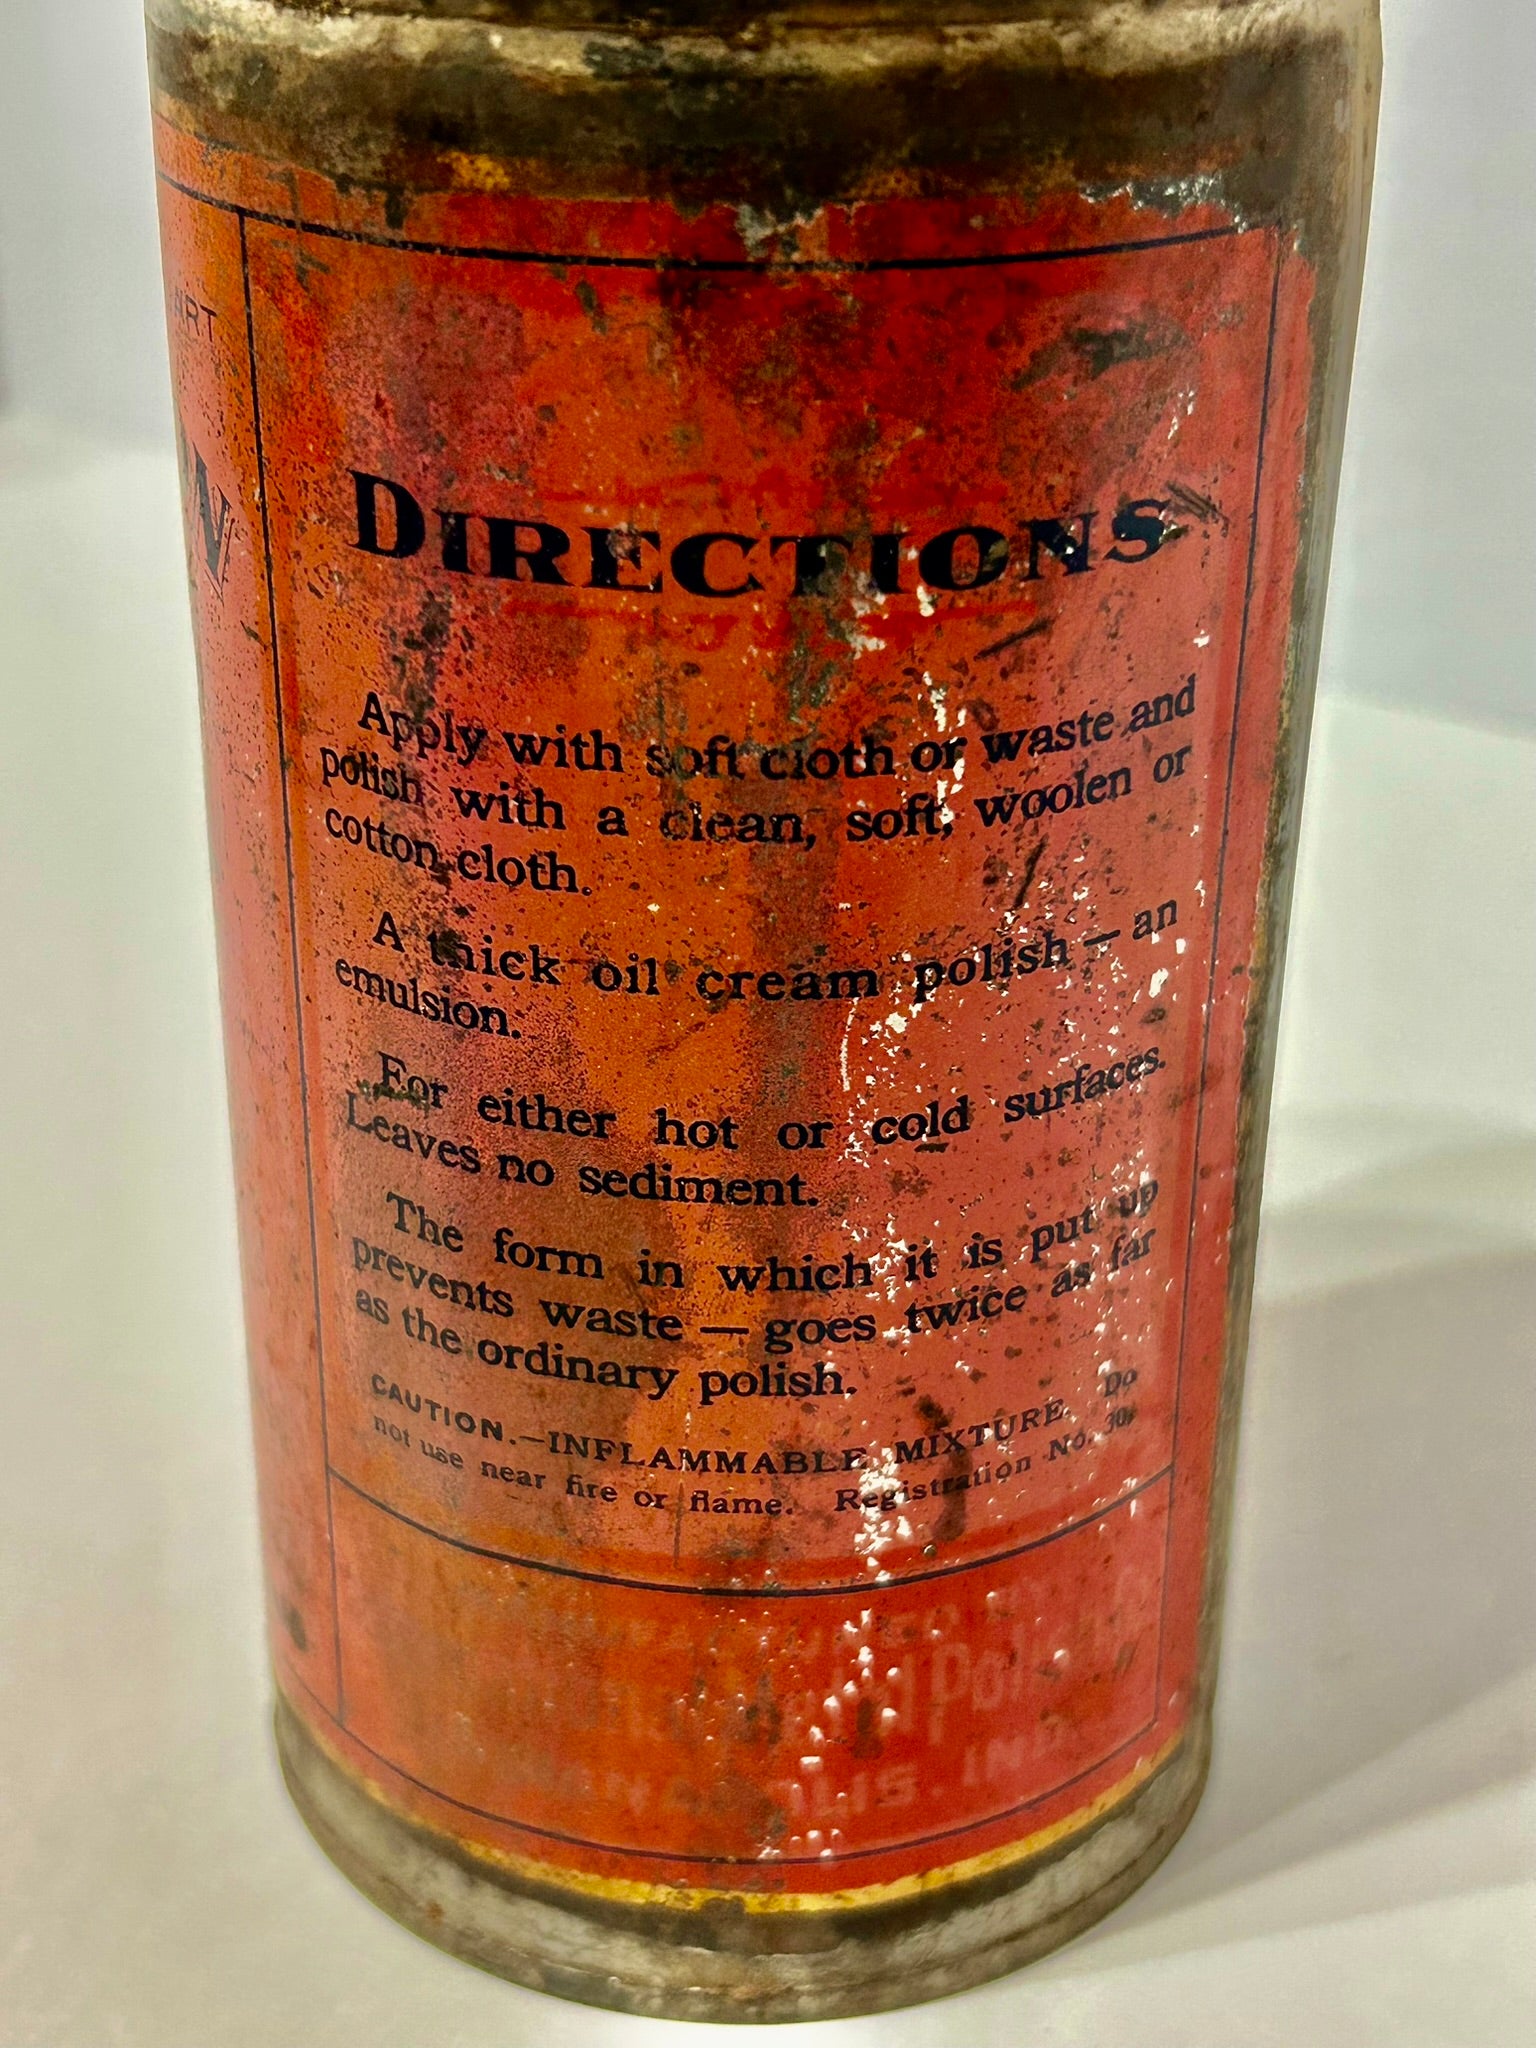 DIRECTIONS
Apply with soft cloth or waste and
polish with a clean, soft, woolen or
cotton cloth.
A thick oil cream polish — an
emulsion.
For either hot or cold surfaces.
Leaves no sediment.
The form in which it is put up
prevents waste — goes twice as far
as the ordinary polish.
CAUTION.—INFLAMMABLE MIXTURE. Do
not use near fire or flame. Registration No. 30.
Polish
IND.